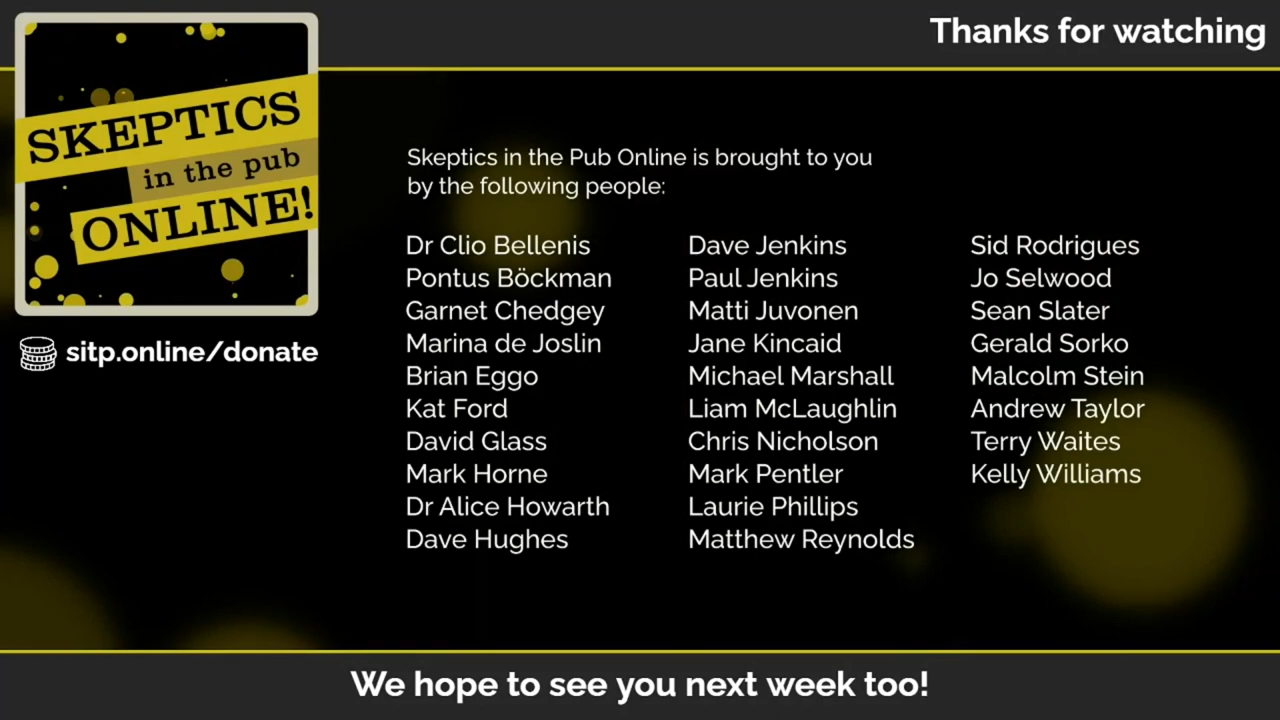 Thanks for watching
SKEPTICS
in the pub
ONLINE!
sitp.online/donate
Skeptics in the Pub Online is brought to you
by the following people:
Dr Clio Bellenis
Pontus Böckman
Garnet Chedgey
Marina de Joslin
Brian Eggo
Kat Ford
David Glass
Mark Horne
Dr Alice Howarth
Dave Hughes
Dave Jenkins
Paul Jenkins
Matti Juvonen
Jane Kincaid
Michael Marshall
Liam McLaughlin
Chris Nicholson
Mark Pentler
Laurie Phillips
Matthew Reynolds
Sid Rodrigues
Jo Selwood
Sean Slater
Gerald Sorko
Malcolm Stein
Andrew Taylor
Terry Waites
Kelly Williams
We hope to see you next week too!